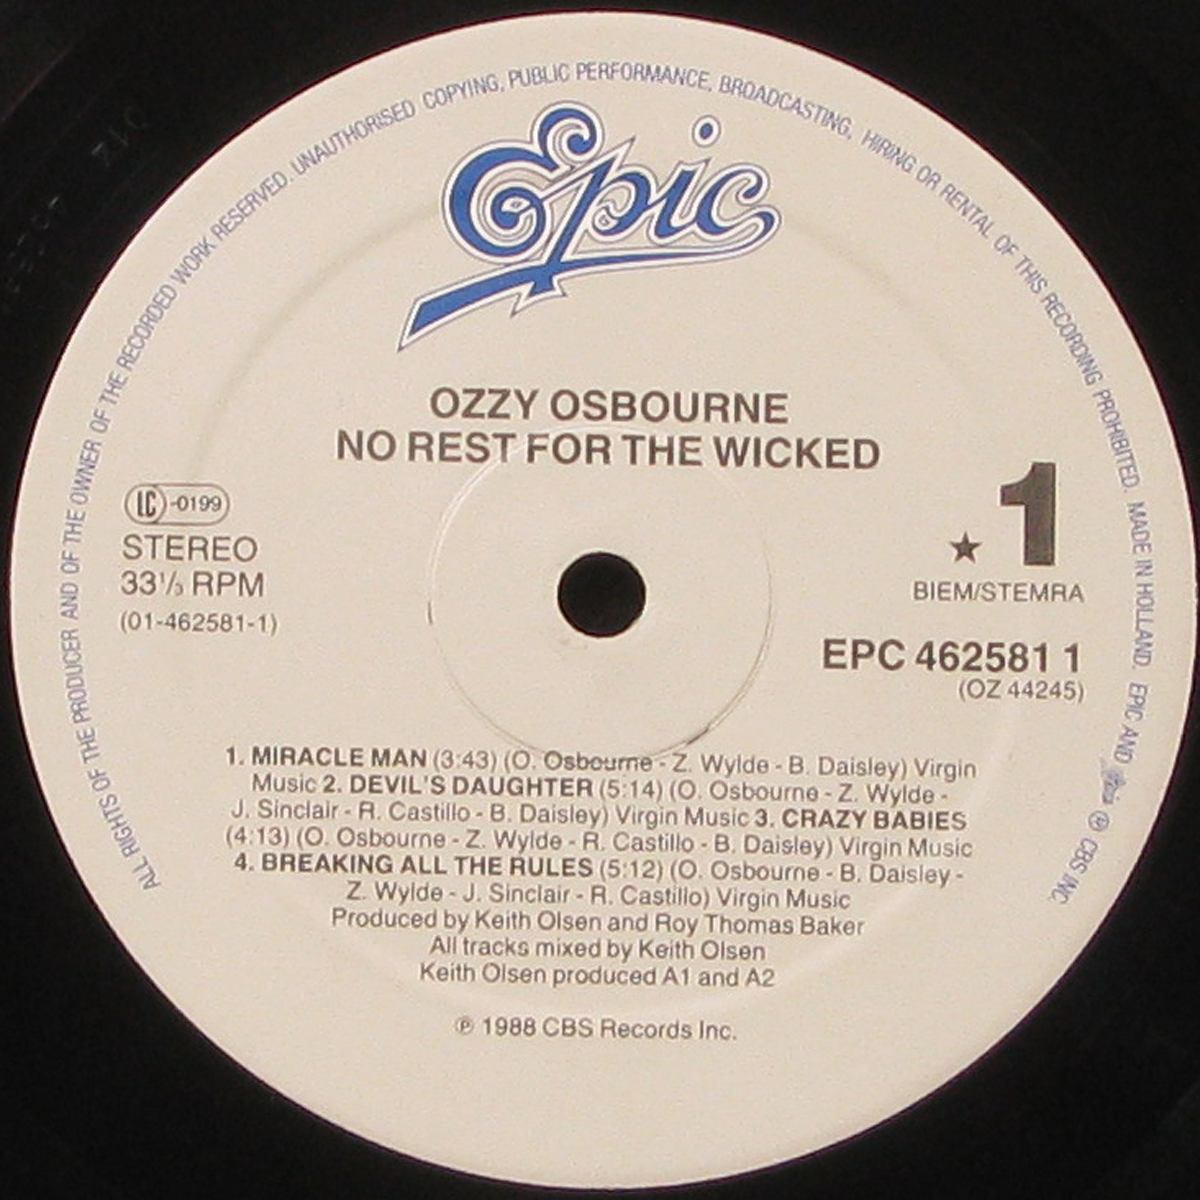 ALL RIGHTS OF THE PRODUCER AND OF THE OWNER OF THE RECORDED WORK RESERVED. UNAUTHORISED COPYING, PUBLIC PERFORMANCE, BROADCASTING, HIRING OR RENTAL OF THIS RECORDING PROHIBITED. MADE IN HOLLAND. EPIC AND Epic ® CBS INC.
Epic
OZZY OSBOURNE
NO REST FOR THE WICKED
LC -0199
STEREO
33⅓ RPM
(01-462581-1)
★ 1
BIEM/STEMRA
EPC 462581 1
(OZ 44245)
1. MIRACLE MAN (3:43) (O. Osbourne - Z. Wylde - B. Daisley) Virgin
Music 2. DEVIL'S DAUGHTER (5:14) (O. Osbourne - Z. Wylde -
J. Sinclair - R. Castillo - B. Daisley) Virgin Music 3. CRAZY BABIES
(4:13) (O. Osbourne - Z. Wylde - R. Castillo - B. Daisley) Virgin Music
4. BREAKING ALL THE RULES (5:12) (O. Osbourne - B. Daisley -
Z. Wylde - J. Sinclair - R. Castillo) Virgin Music
Produced by Keith Olsen and Roy Thomas Baker
All tracks mixed by Keith Olsen
Keith Olsen produced A1 and A2
℗ 1988 CBS Records Inc.